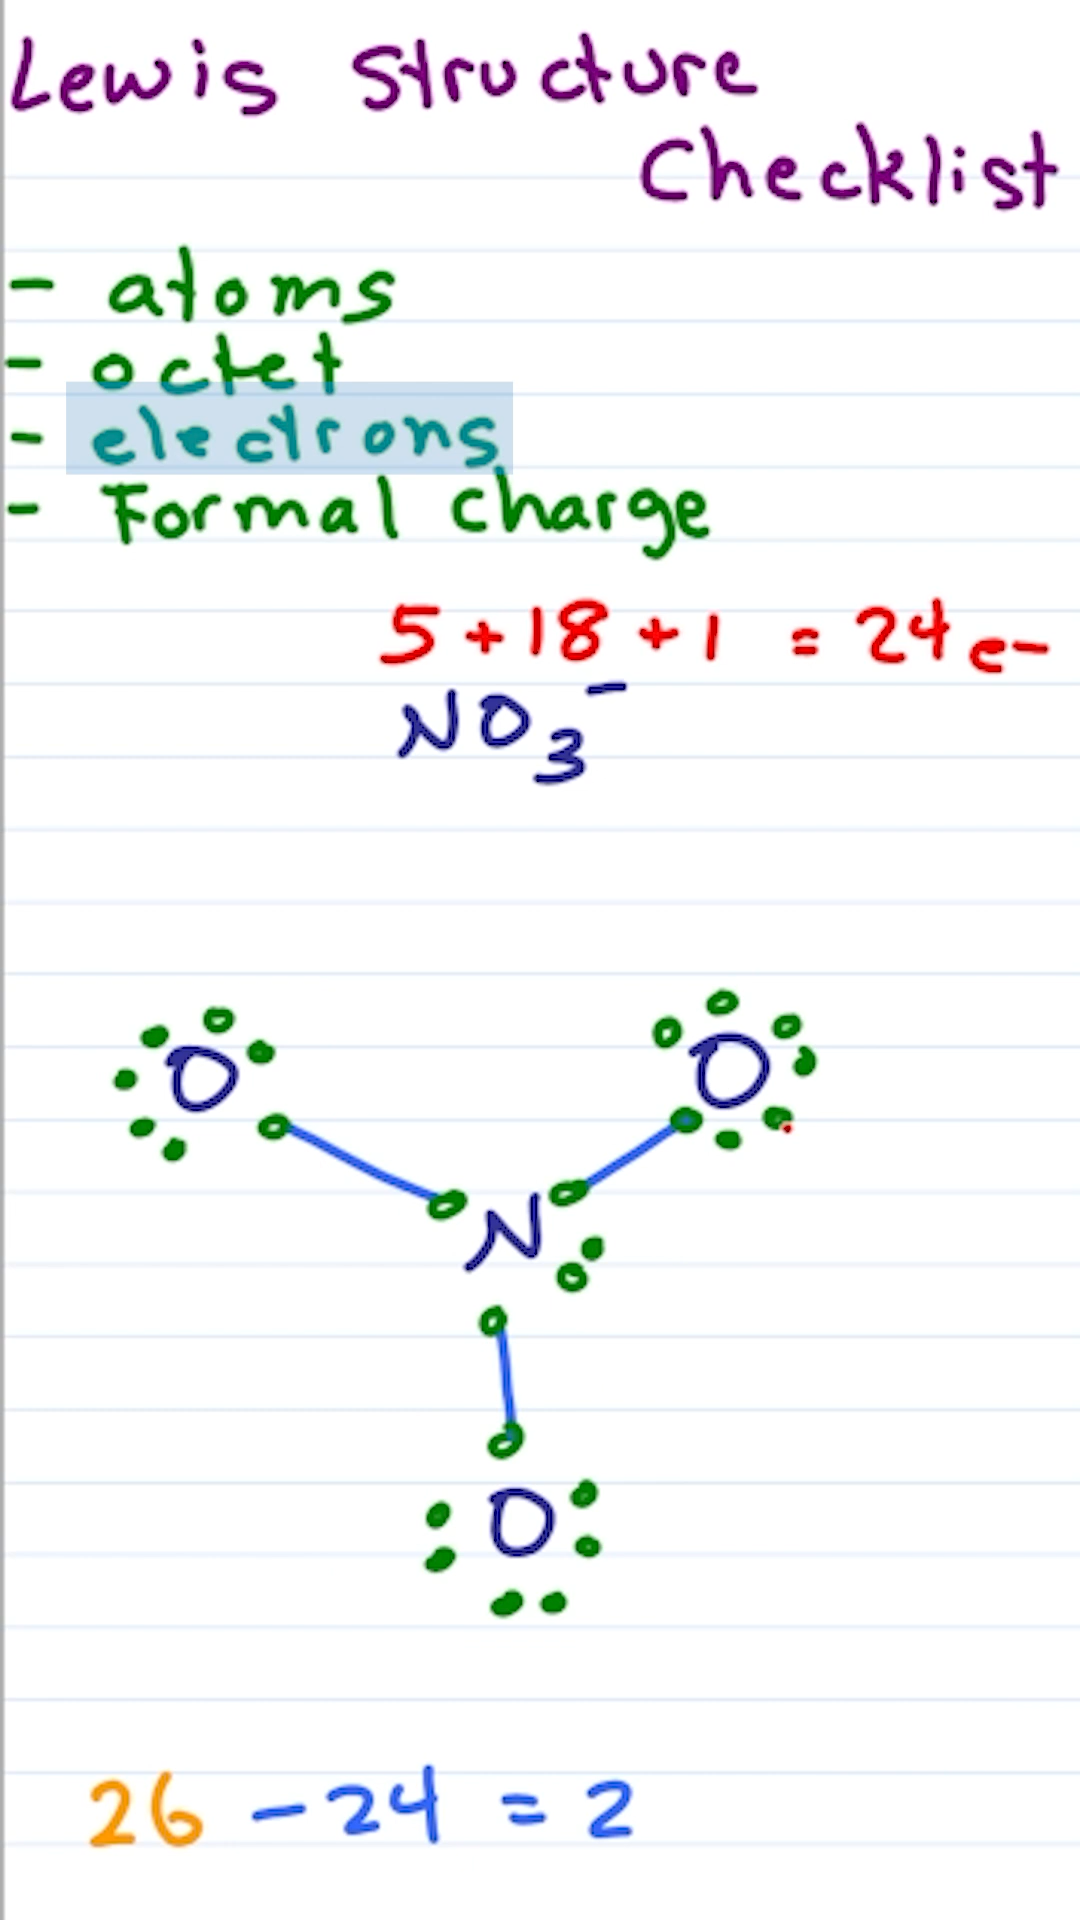 Lewis Structure
Checklist
- atoms
- octet
- electrons
- Formal charge
5 + 18 + 1 = 24 e-
NO₃⁻
O O
N
O
26 - 24 = 2